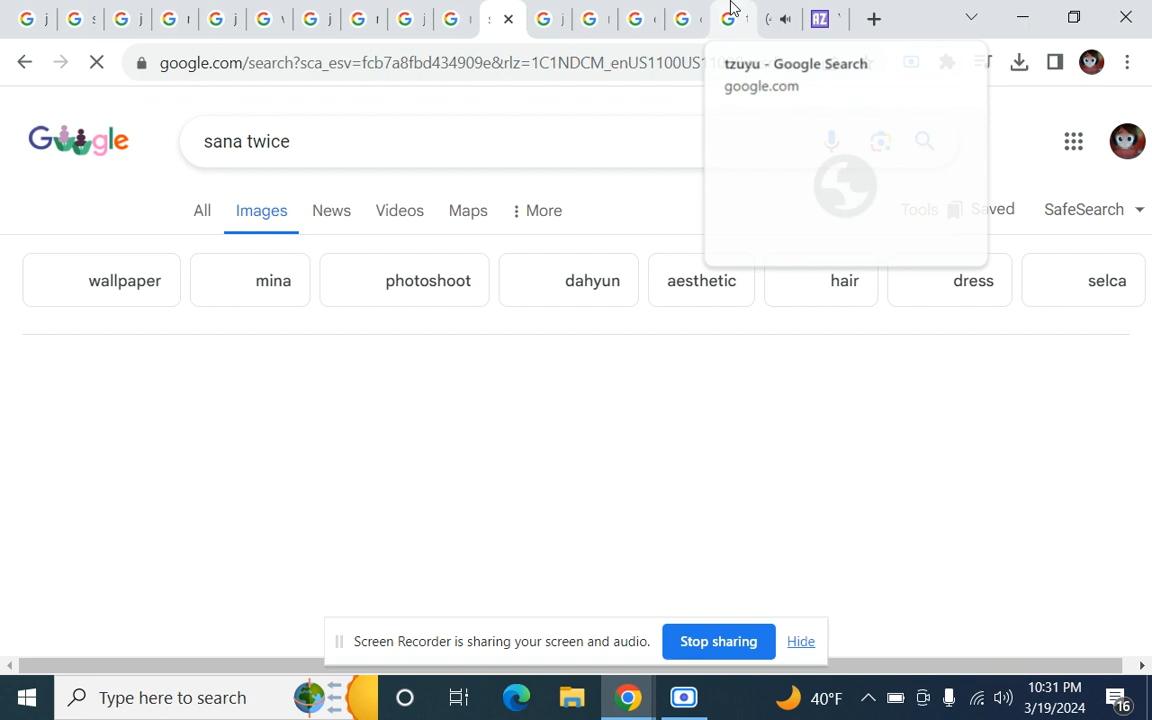 google.com/search?sca_esv=fcb7a8fbd434909e&rlz=1C1NDCM_enUS1100US1
tzuyu - Google Search
google.com
Google
sana twice
All
Images
News
Videos
Maps
More
Tools
Saved
SafeSearch
wallpaper
mina
photoshoot
dahyun
aesthetic
hair
dress
selca
Screen Recorder is sharing your screen and audio.
Stop sharing
Hide
Type here to search
40°F
10:31 PM
3/19/2024
16